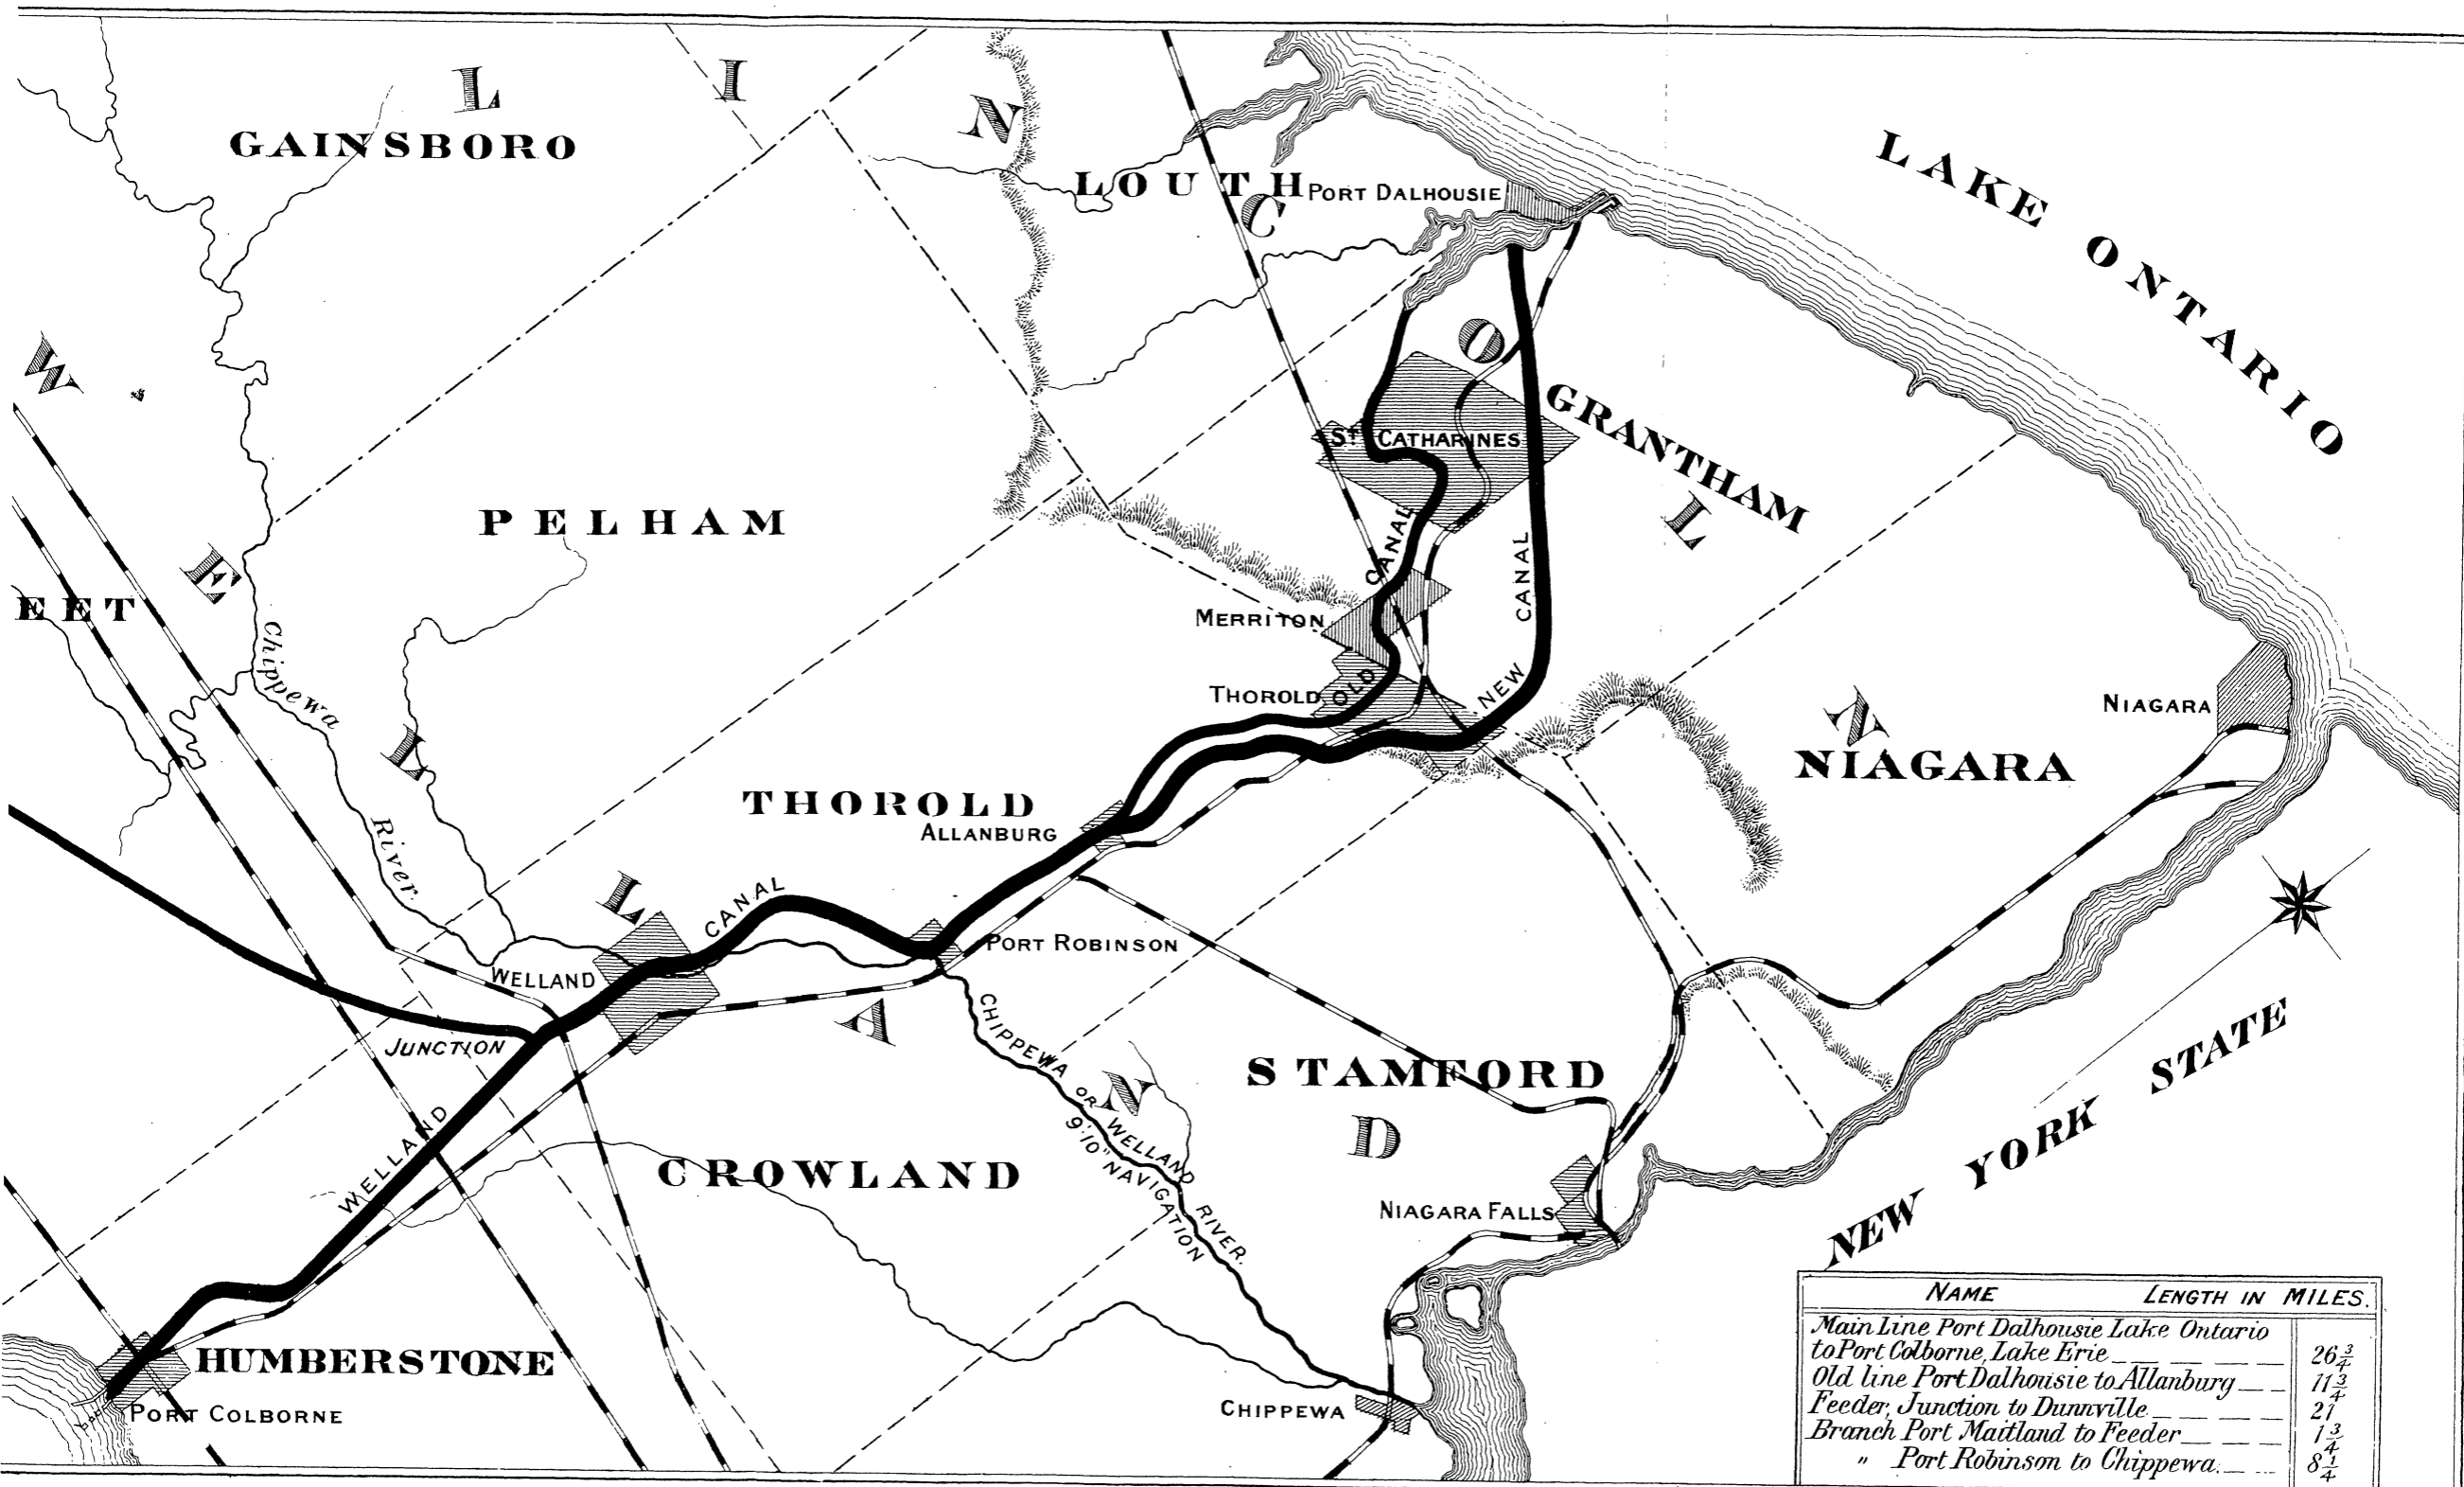 LINCOLN
GAINSBORO
LOUTH
PORT DALHOUSIE
LAKE ONTARIO
WELLAND
GRANTHAM
ST. CATHARINES
PELHAM
EET
CANAL
CANAL
MERRITON
Chippewa
River.
THOROLD
OLD
NEW
NIAGARA
NIAGARA
THOROLD
ALLANBURG
CANAL
PORT ROBINSON
WELLAND
JUNCTION
WELLAND
CHIPPEWA OR WELLAND RIVER.
9'10" NAVIGATION
STAMFORD
CROWLAND
NIAGARA FALLS
NEW YORK STATE
HUMBERSTONE
PORT COLBORNE
CHIPPEWA
NAME LENGTH IN MILES.
Main Line Port Dalhousie Lake Ontario
to Port Colborne, Lake Erie 26 3/4
Old line Port Dalhousie to Allanburg 11 3/4
Feeder, Junction to Dunnville 21
Branch Port Maitland to Feeder 1 3/4
" Port Robinson to Chippewa. 8 1/4